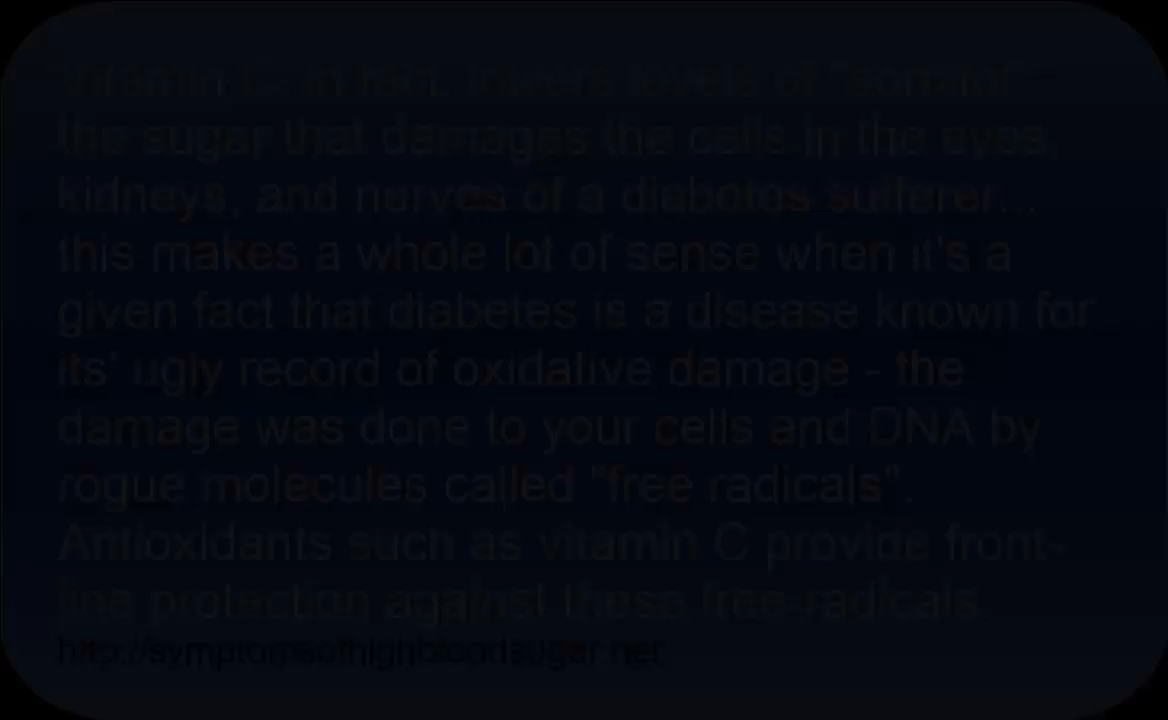 Vitamin C, in fact, lowers levels of "sorbitol" -
the sugar that damages the cells in the eyes,
kidneys, and nerves of a diabetes sufferer...
this makes a whole lot of sense when it's a
given fact that diabetes is a disease known for
its' ugly record of oxidative damage - the
damage was done to your cells and DNA by
rogue molecules called "free radicals".
Antioxidants such as vitamin C provide front-
line protection against these free-radicals.
http://symptomsofhighbloodsugar.net